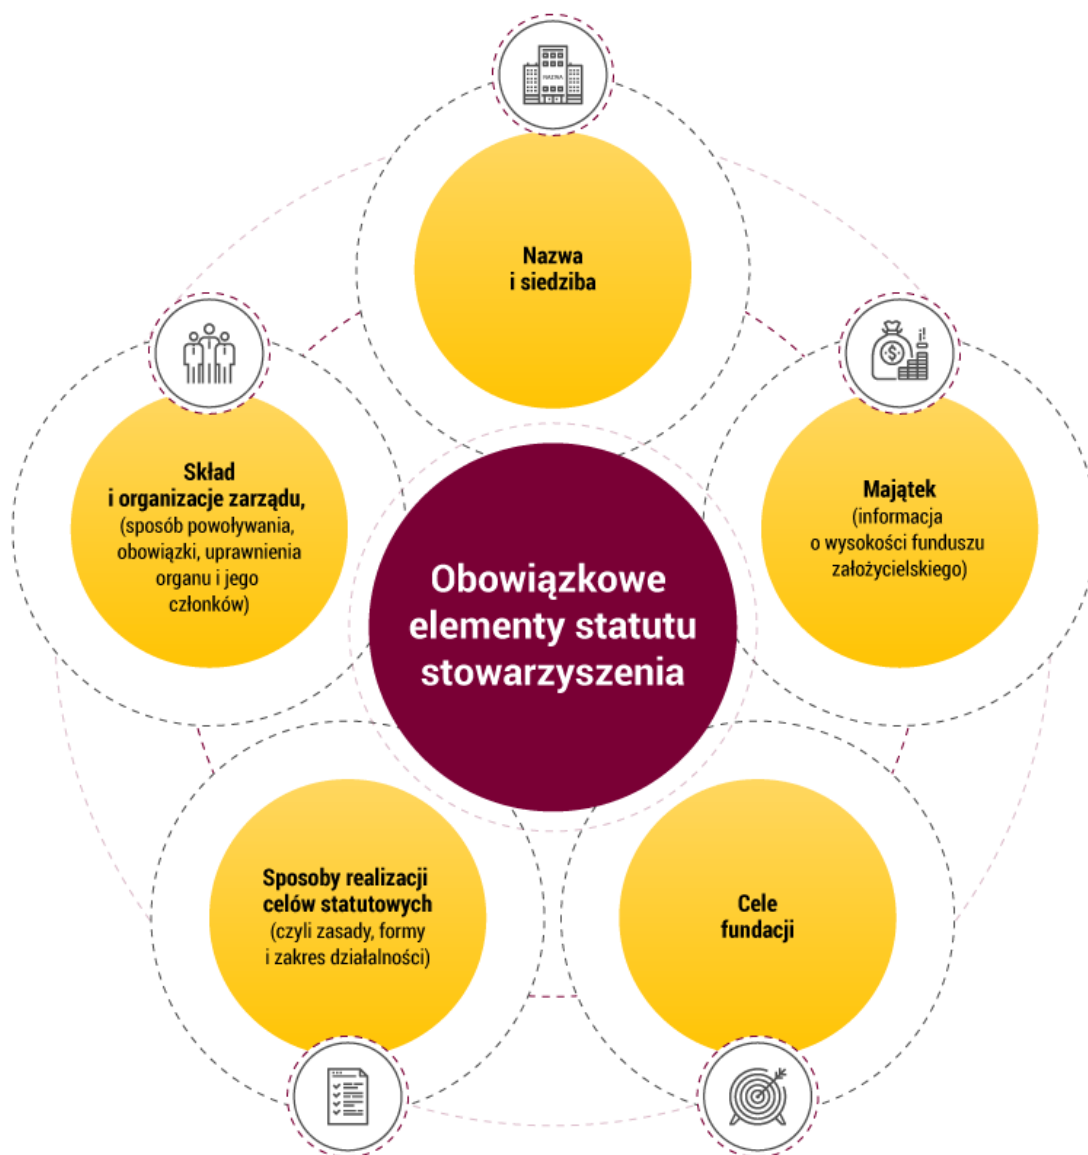 NAZWA
Nazwa
i siedziba
Skład
i organizacje zarządu,
(sposób powoływania,
obowiązki, uprawnienia
organu i jego
członków)
Majątek
(informacja
o wysokości funduszu
założycielskiego)
Obowiązkowe
elementy statutu
stowarzyszenia
Sposoby realizacji
celów statutowych
(czyli zasady, formy
i zakres działalności)
Cele
fundacji